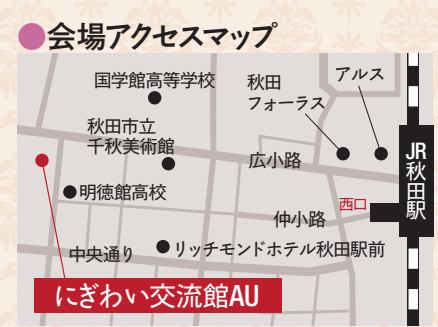 ●会場アクセスマップ
国学館高等学校
秋田
フォーラス
アルス
秋田市立
千秋美術館
広小路
JR秋田駅
明徳館高校
西口
仲小路
中央通り
リッチモンドホテル秋田駅前
にぎわい交流館AU